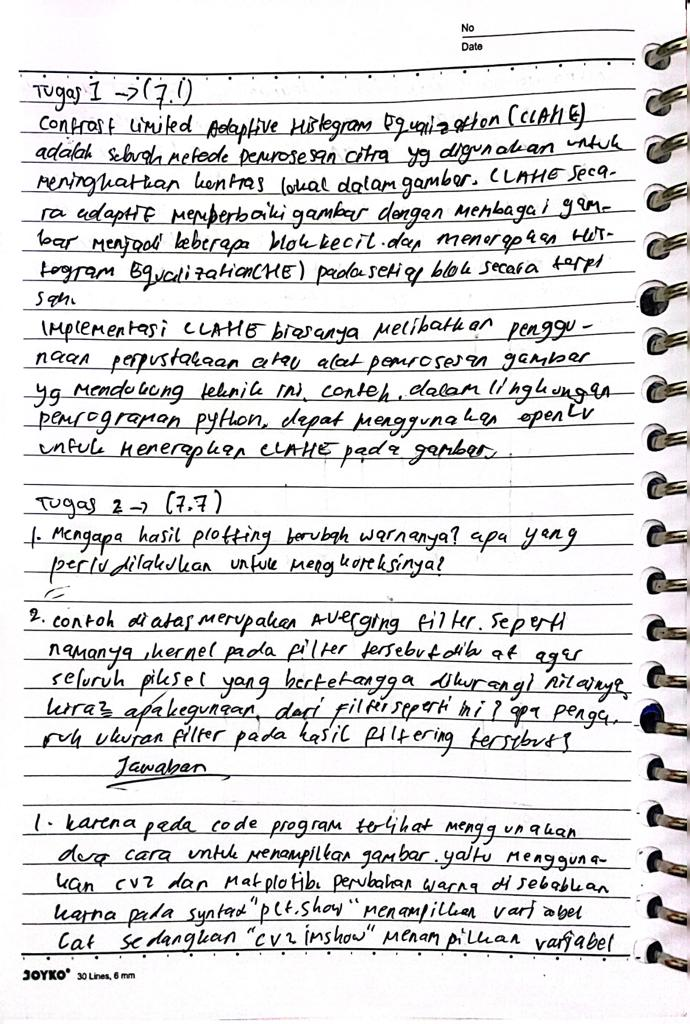 No
Date
Tugas 1 → (7.1)
Contrast Limited Adaptive Histogram Equalization (CLAHE)
adalah sebuah metode pemrosesan citra yg digunakan untuk
meningkatkan kontras lokal dalam gambar. CLAHE seca-
ra adaptif memperbaiki gambar dengan membagai gam-
bar menjadi beberapa blok kecil. dan menerapkan His-
togram Equalization(HE) pada setiap blok secara terpi
sah.
Implementasi CLAHE biasanya melibatkan penggu-
naan perpustakaan atau alat pemrosesan gambar
yg mendukung teknik ini. contoh, dalam lingkungan
pemrograman python, dapat menggunakan openCV
untuk menerapkan CLAHE pada gambar.
Tugas 2 → (7.7)
1. Mengapa hasil plotting berubah warnanya? apa yang
perlu dilakukan untuk mengkoreksinya?
2. contoh diatas merupakan Averging filter. seperti
namanya, kernel pada filter tersebut dibu at agar
seluruh piksel yang bertetangga dikurangi nilainya,
kira2 apa kegunaan, dari filter seperti ini? apa penga,
ruh ukuran filter pada hasil filtering tersebut?
Jawaban
1. karena pada code program terlihat menggunakan
dua cara untuk menampilkan gambar. yaitu mengguna-
kan cv2 dan Matplotlib. perubahan warna disebabkan
karna pada syntax "plt.show" menampilkan variabel
Cat sedangkan "cv2 imshow" menampilkan variabel
JOYKO 30 Lines, 6 mm